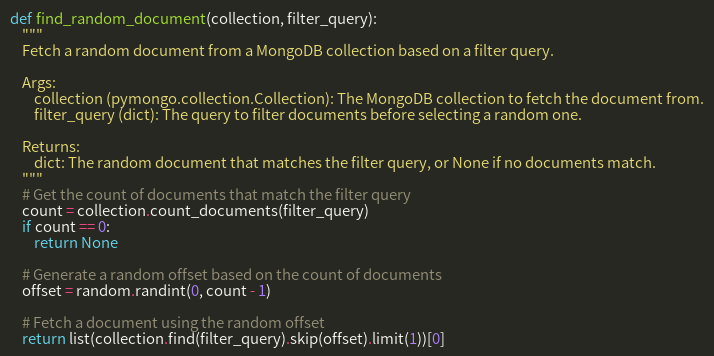 def find_random_document(collection, filter_query):
    """
    Fetch a random document from a MongoDB collection based on a filter query.

    Args:
        collection (pymongo.collection.Collection): The MongoDB collection to fetch the document from.
        filter_query (dict): The query to filter documents before selecting a random one.

    Returns:
        dict: The random document that matches the filter query, or None if no documents match.
    """
    # Get the count of documents that match the filter query
    count = collection.count_documents(filter_query)
    if count == 0:
        return None

    # Generate a random offset based on the count of documents
    offset = random.randint(0, count - 1)

    # Fetch a document using the random offset
    return list(collection.find(filter_query).skip(offset).limit(1))[0]